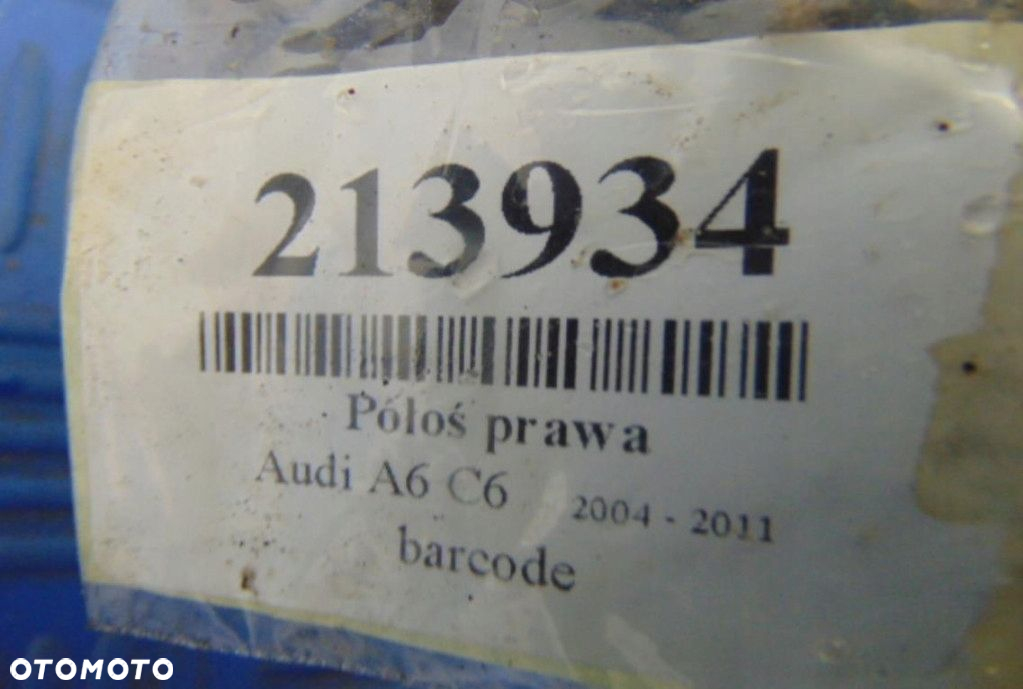 213934
Półoś prawa
Audi A6 C6 2004 - 2011
barcode
OTOMOTO